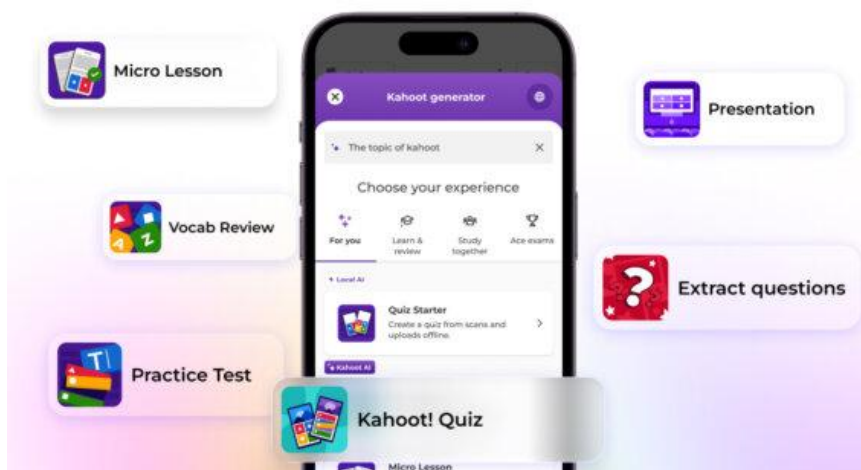 Micro Lesson
Kahoot generator
Presentation
The topic of kahoot
Choose your experience
Vocab Review
For you
Learn &
review
Study
together
Ace exams
Extract questions
Local AI
Quiz Starter
Create a quiz from scans and
uploads offline.
Practice Test
Kahoot AI
Kahoot! Quiz
Micro Lesson